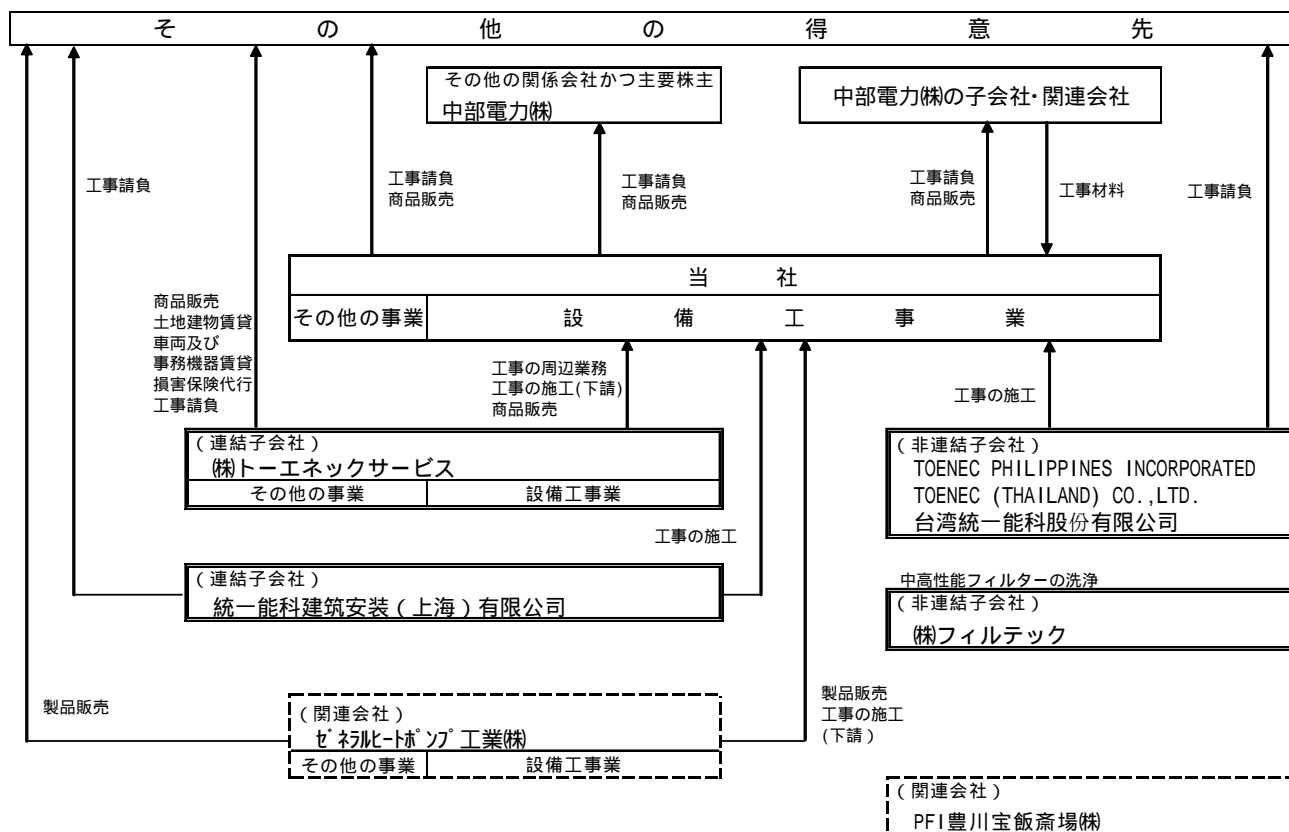 その他の得意先
その他の関係会社かつ主要株主
中部電力㈱
中部電力㈱の子会社・関連会社
工事請負
工事請負
商品販売
工事請負
商品販売
工事請負
商品販売
工事材料
工事請負
当社
その他の事業
設備工事業
商品販売
土地建物賃貸
車両及び
事務機器賃貸
損害保険代行
工事請負
工事の周辺業務
工事の施工(下請)
商品販売
工事の施工
(連結子会社)
㈱トーエネックサービス
その他の事業
設備工事業
(非連結子会社)
TOENEC PHILIPPINES INCORPORATED
TOENEC (THAILAND) CO.,LTD.
台湾統一能科股份有限公司
工事の施工
(連結子会社)
統一能科建筑安装(上海)有限公司
中高性能フィルターの洗浄
(非連結子会社)
㈱フィルテック
製品販売
(関連会社)
ゼネラルヒートポンプ工業㈱
その他の事業
設備工事業
製品販売
工事の施工
(下請)
(関連会社)
PFI豊川宝飯斎場㈱